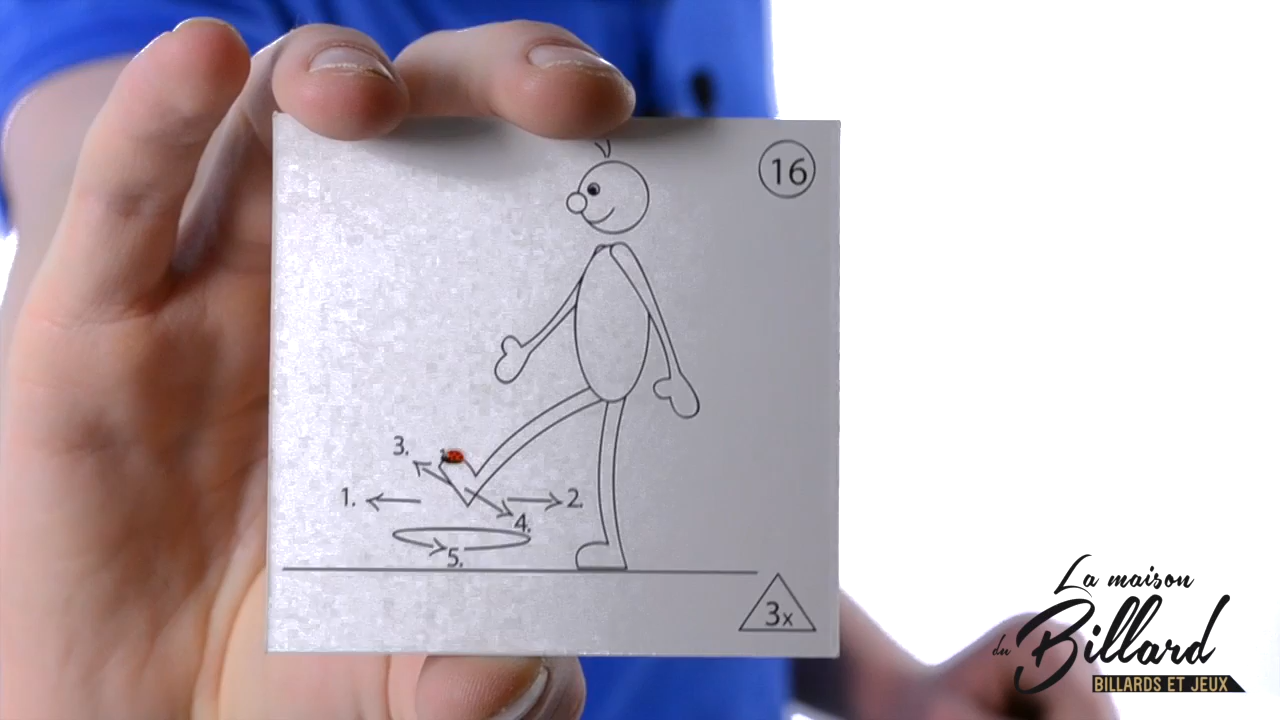 16
3.
1.
2.
4.
5.
3x
La maison
du Billard
BILLARDS ET JEUX